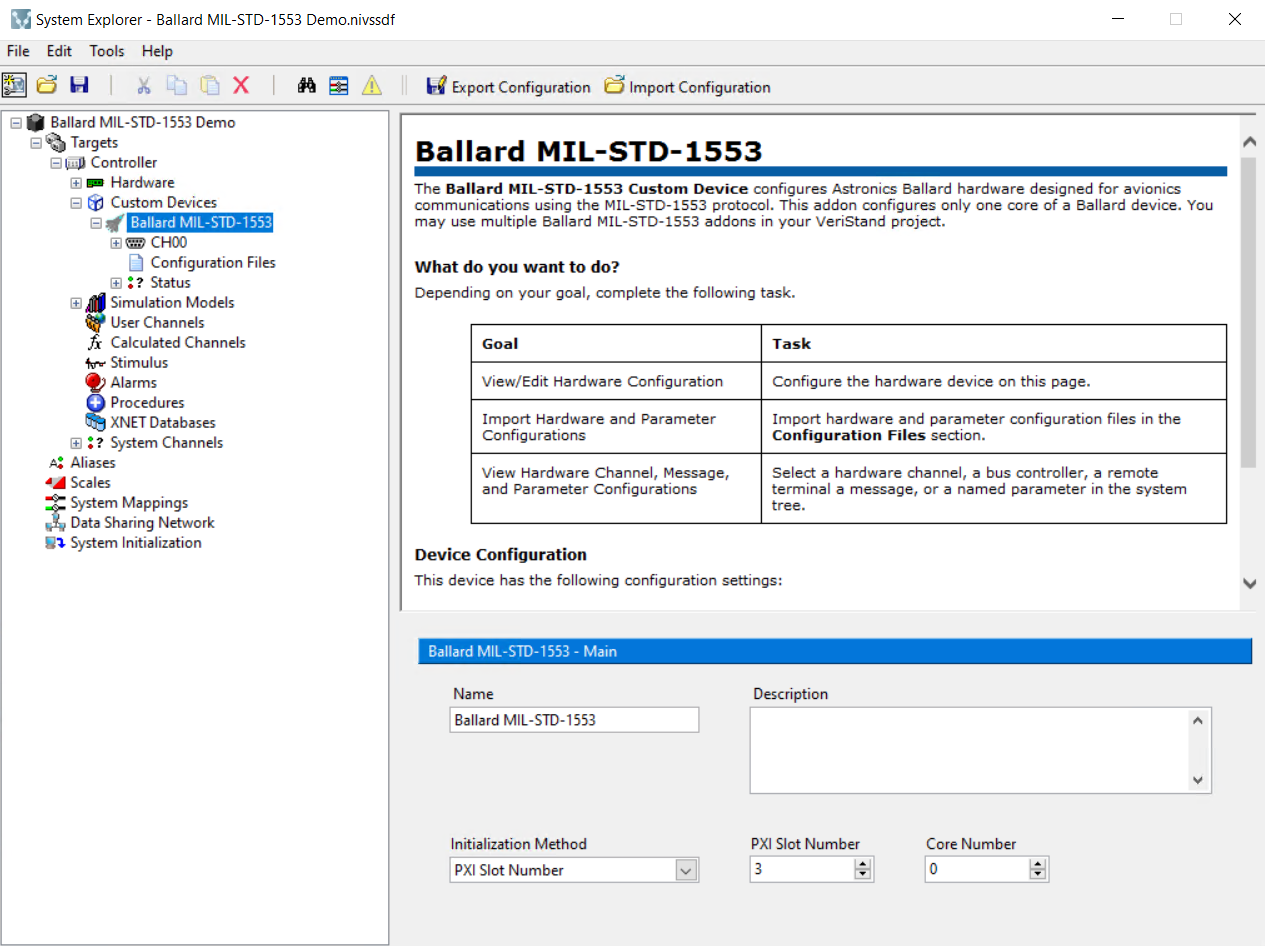 System Explorer - Ballard MIL-STD-1553 Demo.nivssdf
File Edit Tools Help
Export Configuration Import Configuration
Ballard MIL-STD-1553 Demo
Targets
Controller
Hardware
Custom Devices
Ballard MIL-STD-1553
CH00
Configuration Files
Status
Simulation Models
User Channels
Calculated Channels
Stimulus
Alarms
Procedures
XNET Databases
System Channels
Aliases
Scales
System Mappings
Data Sharing Network
System Initialization
Ballard MIL-STD-1553
The Ballard MIL-STD-1553 Custom Device configures Astronics Ballard hardware designed for avionics
communications using the MIL-STD-1553 protocol. This addon configures only one core of a Ballard device. You
may use multiple Ballard MIL-STD-1553 addons in your VeriStand project.
What do you want to do?
Depending on your goal, complete the following task.
Goal Task
View/Edit Hardware Configuration Configure the hardware device on this page.
Import Hardware and Parameter Import hardware and parameter configuration files in the
Configurations Configuration Files section.
View Hardware Channel, Message, Select a hardware channel, a bus controller, a remote
and Parameter Configurations terminal a message, or a named parameter in the system
tree.
Device Configuration
This device has the following configuration settings:
Ballard MIL-STD-1553 - Main
Name Description
Ballard MIL-STD-1553
Initialization Method PXI Slot Number Core Number
PXI Slot Number 3 0